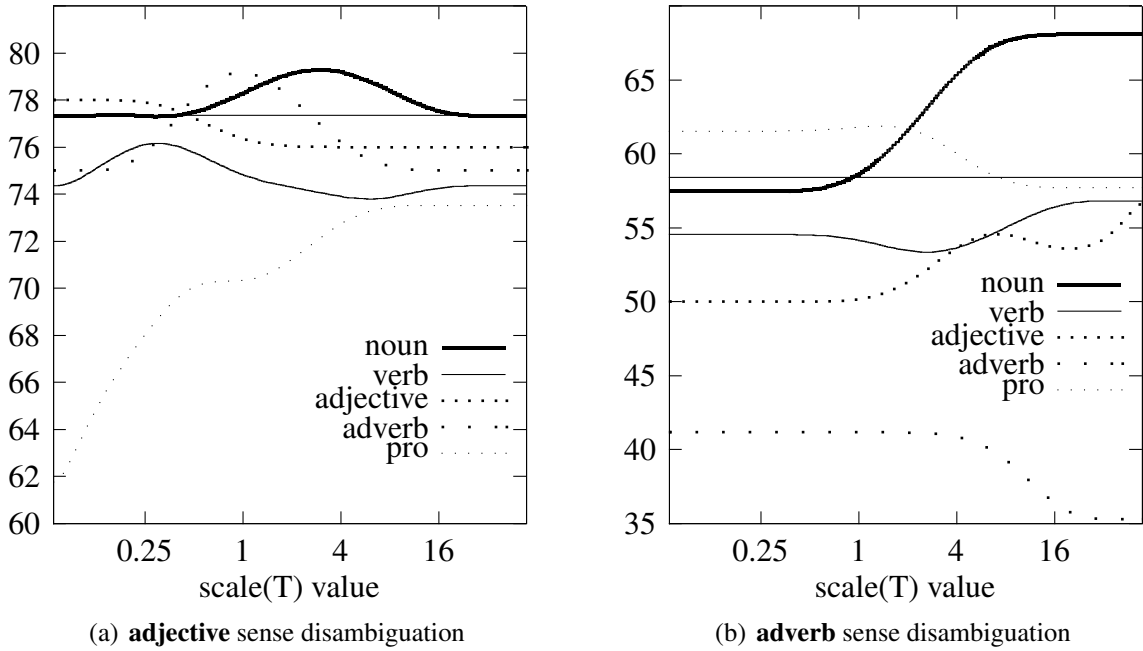 80
78
76
74
72
70
68
66
64
62
60
0.25 1 4 16
scale(T) value
noun
verb
adjective
adverb
pro
(a) adjective sense disambiguation
65
60
55
50
45
40
35
0.25 1 4 16
scale(T) value
noun
verb
adjective
adverb
pro
(b) adverb sense disambiguation